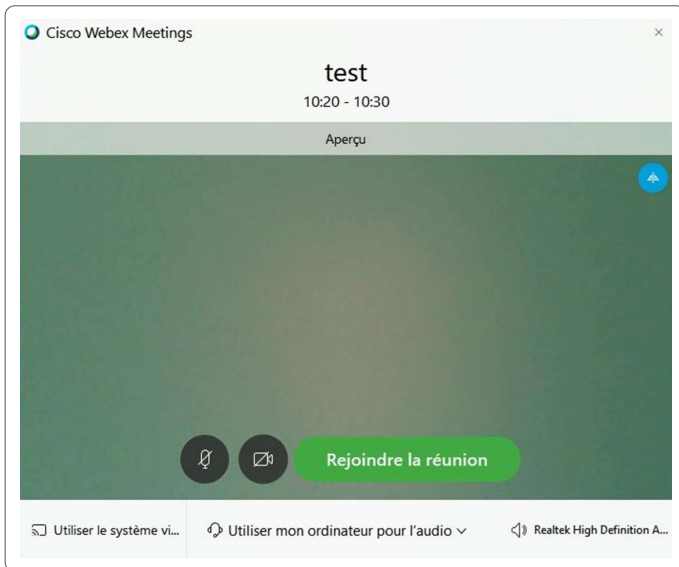 Cisco Webex Meetings
test
10:20 - 10:30
Aperçu
Rejoindre la réunion
Utiliser le système vi...
Utiliser mon ordinateur pour l'audio
Realtek High Definition A...